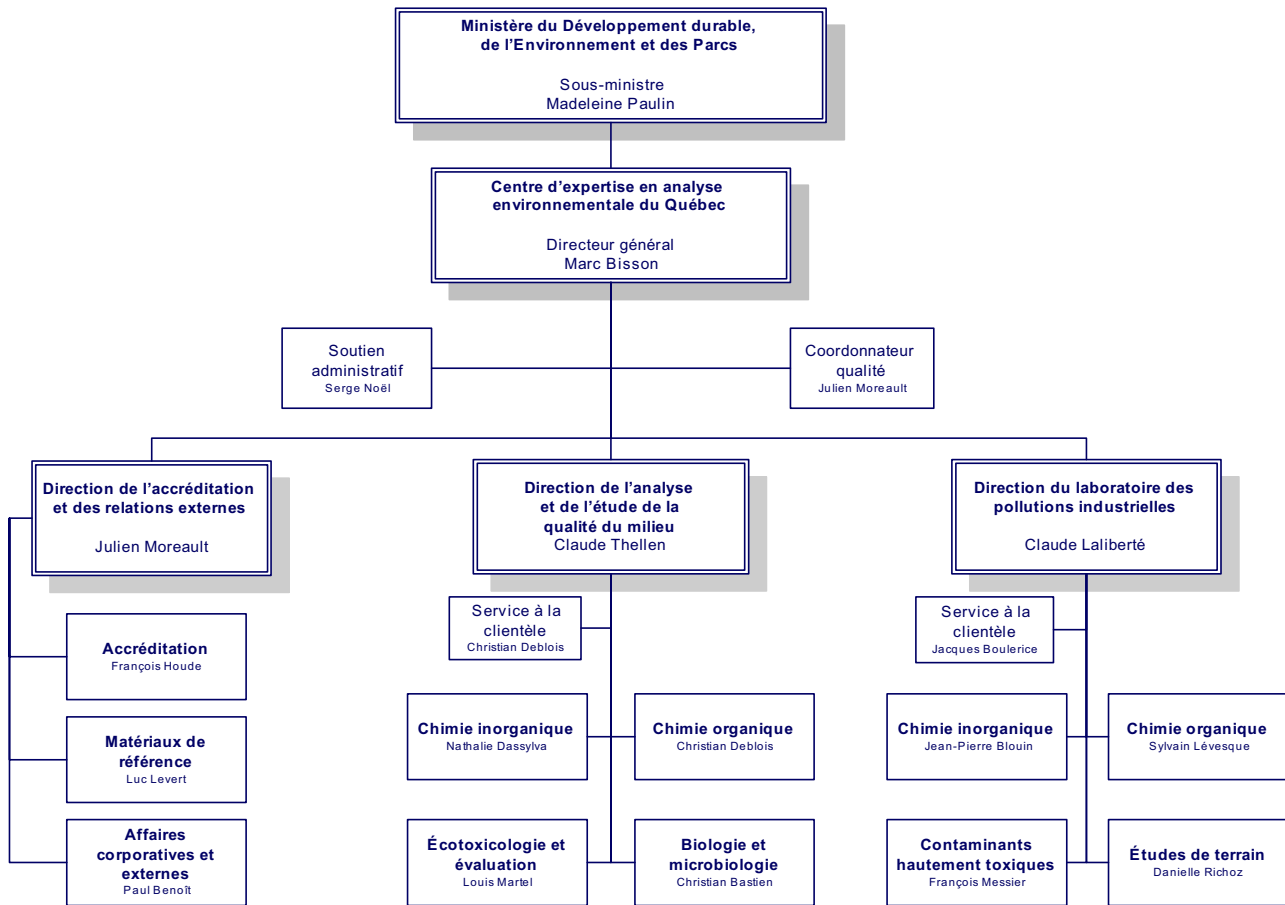 Ministère du Développement durable,
de l'Environnement et des Parcs
Sous-ministre
Madeleine Paulin
Centre d'expertise en analyse
environnementale du Québec
Directeur général
Marc Bisson
Soutien
administratif
Serge Noël
Coordonnateur
qualité
Julien Moreault
Direction de l'accréditation
et des relations externes
Julien Moreault
Direction de l'analyse
et de l'étude de la
qualité du milieu
Claude Thellen
Direction du laboratoire des
pollutions industrielles
Claude Laliberté
Accréditation
François Houde
Matériaux de
référence
Luc Levert
Affaires
corporatives et
externes
Paul Benoît
Service à la
clientèle
Christian Deblois
Chimie inorganique
Nathalie Dassylva
Chimie organique
Christian Deblois
Écotoxicologie et
évaluation
Louis Martel
Biologie et
microbiologie
Christian Bastien
Service à la
clientèle
Jacques Boulerice
Chimie inorganique
Jean-Pierre Blouin
Chimie organique
Sylvain Lévesque
Contaminants
hautement toxiques
François Messier
Études de terrain
Danielle Richoz